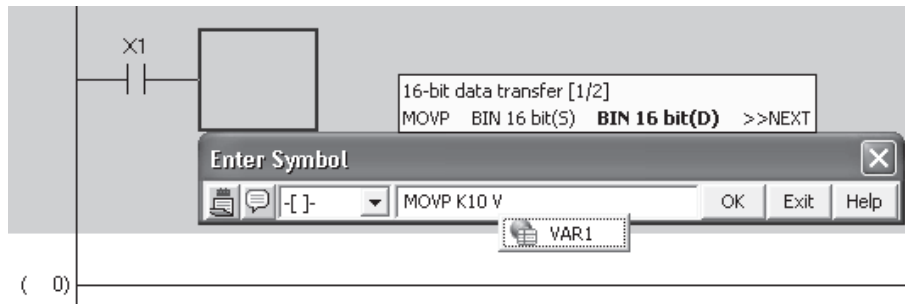 X1
16-bit data transfer [1/2]
MOVP BIN 16 bit(S) BIN 16 bit(D) >>NEXT
Enter Symbol
-[ ]- MOVP K10 V OK Exit Help
VAR1
( 0)